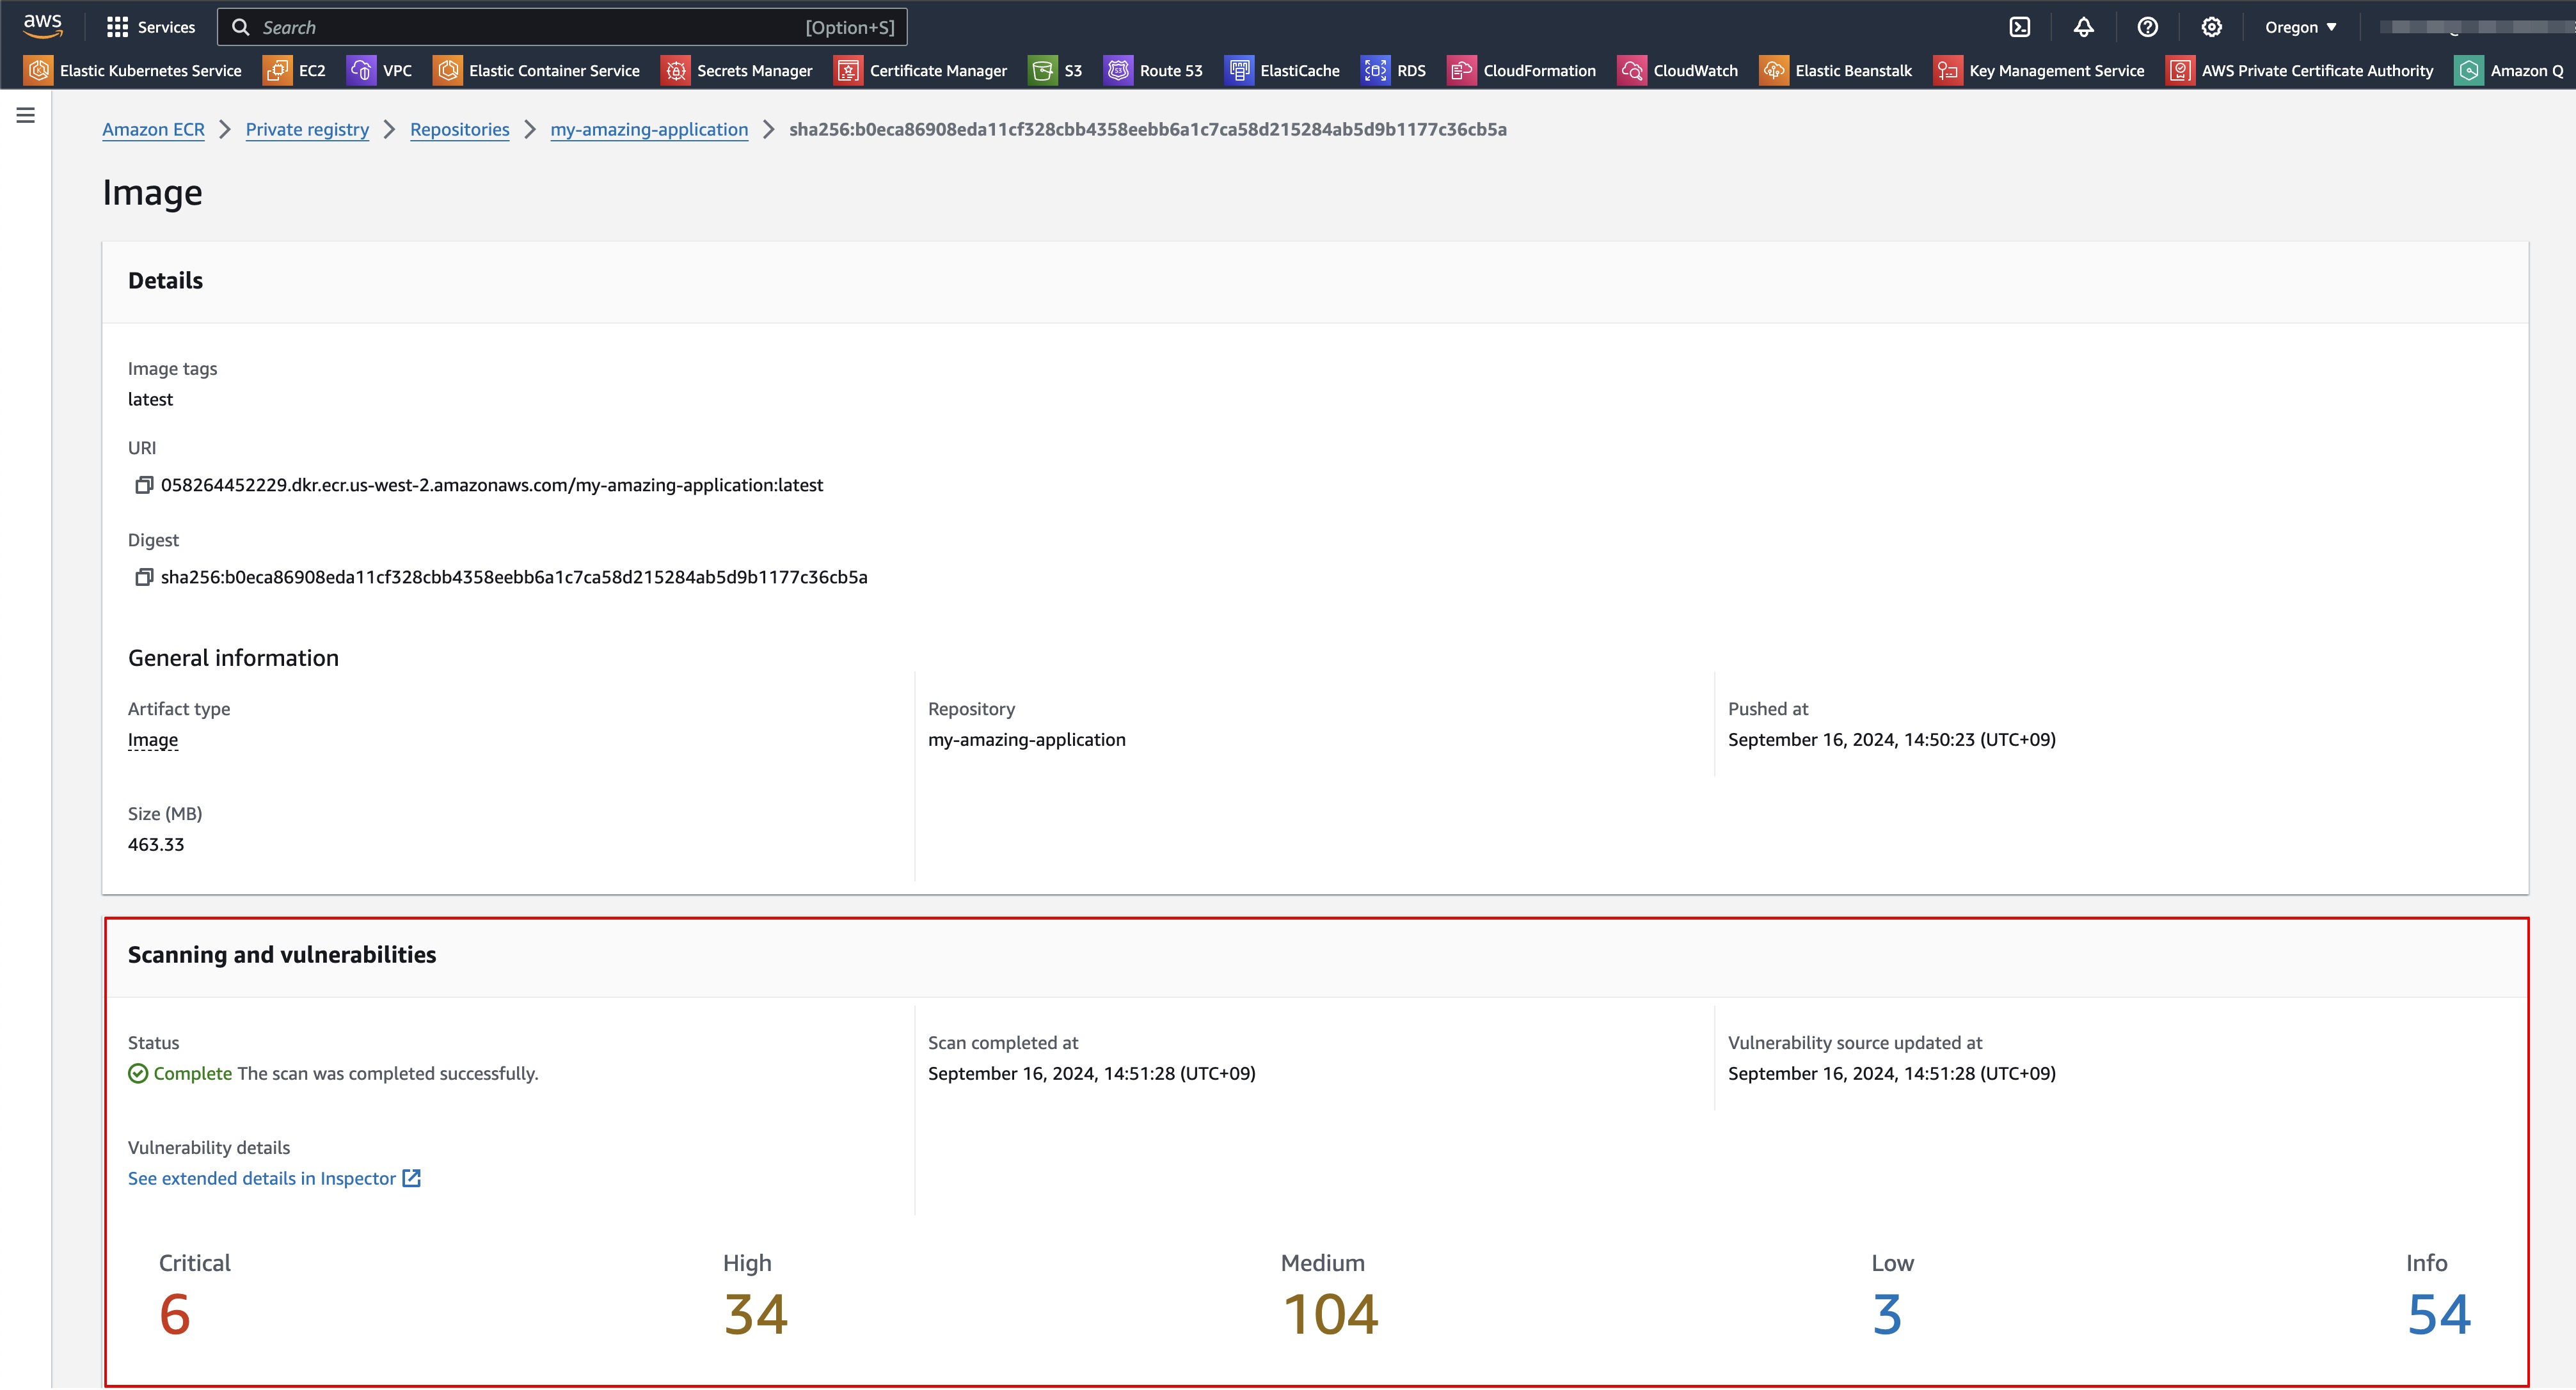 aws Services Search [Option+S] Oregon
Elastic Kubernetes Service EC2 VPC Elastic Container Service Secrets Manager Certificate Manager S3 Route 53 ElastiCache RDS CloudFormation CloudWatch Elastic Beanstalk Key Management Service AWS Private Certificate Authority Amazon Q
Amazon ECR Private registry Repositories my-amazing-application sha256:b0eca86908eda11cf328cbb4358eebb6a1c7ca58d215284ab5d9b1177c36cb5a
Image
Details
Image tags
latest
URI
058264452229.dkr.ecr.us-west-2.amazonaws.com/my-amazing-application:latest
Digest
sha256:b0eca86908eda11cf328cbb4358eebb6a1c7ca58d215284ab5d9b1177c36cb5a
General information
Artifact type Repository Pushed at
Image my-amazing-application September 16, 2024, 14:50:23 (UTC+09)
Size (MB)
463.33
Scanning and vulnerabilities
Status Scan completed at Vulnerability source updated at
Complete The scan was completed successfully. September 16, 2024, 14:51:28 (UTC+09) September 16, 2024, 14:51:28 (UTC+09)
Vulnerability details
See extended details in Inspector
Critical High Medium Low Info
6 34 104 3 54